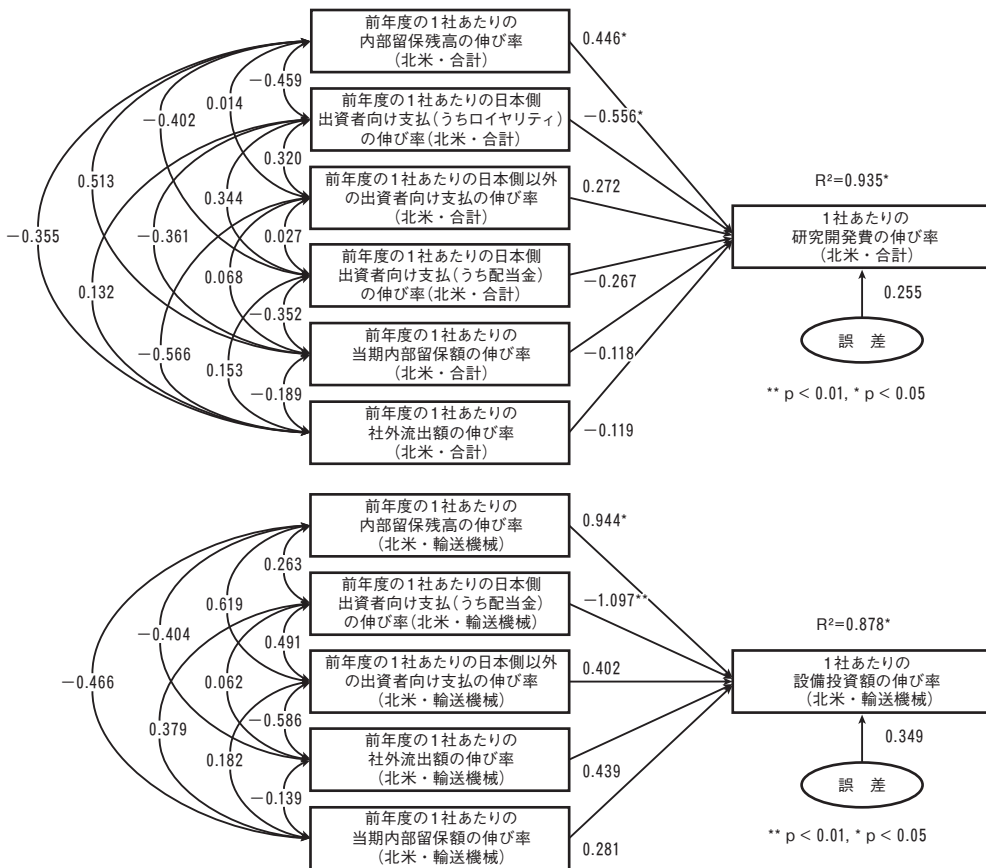 前年度の1社あたりの
内部留保残高の伸び率
(北米・合計)
0.446*
−0.459
0.014
−0.402
前年度の1社あたりの日本側
出資者向け支払(うちロイヤリティ)
の伸び率(北米・合計)
−0.556*
0.320
0.513
0.344
前年度の1社あたりの日本側以外
の出資者向け支払の伸び率
(北米・合計)
0.272
R²=0.935*
1社あたりの
研究開発費の伸び率
(北米・合計)
−0.355
−0.361
0.027
0.132
0.068
前年度の1社あたりの日本側
出資者向け支払(うち配当金)
の伸び率(北米・合計)
−0.267
0.255
−0.352
−0.566
0.153
前年度の1社あたりの
当期内部留保額の伸び率
(北米・合計)
−0.118
誤 差
−0.189
** p < 0.01, * p < 0.05
前年度の1社あたりの
社外流出額の伸び率
(北米・合計)
−0.119
前年度の1社あたりの
内部留保残高の伸び率
(北米・輸送機械)
0.944*
0.263
0.619
−0.404
前年度の1社あたりの日本側
出資者向け支払(うち配当金)
の伸び率(北米・輸送機械)
−1.097**
0.491
R²=0.878*
−0.466
0.062
前年度の1社あたりの日本側以外
の出資者向け支払の伸び率
(北米・輸送機械)
0.402
1社あたりの
設備投資額の伸び率
(北米・輸送機械)
−0.586
0.379
0.182
前年度の1社あたりの
社外流出額の伸び率
(北米・輸送機械)
0.439
0.349
−0.139
誤 差
前年度の1社あたりの
当期内部留保額の伸び率
(北米・輸送機械)
0.281
** p < 0.01, * p < 0.05